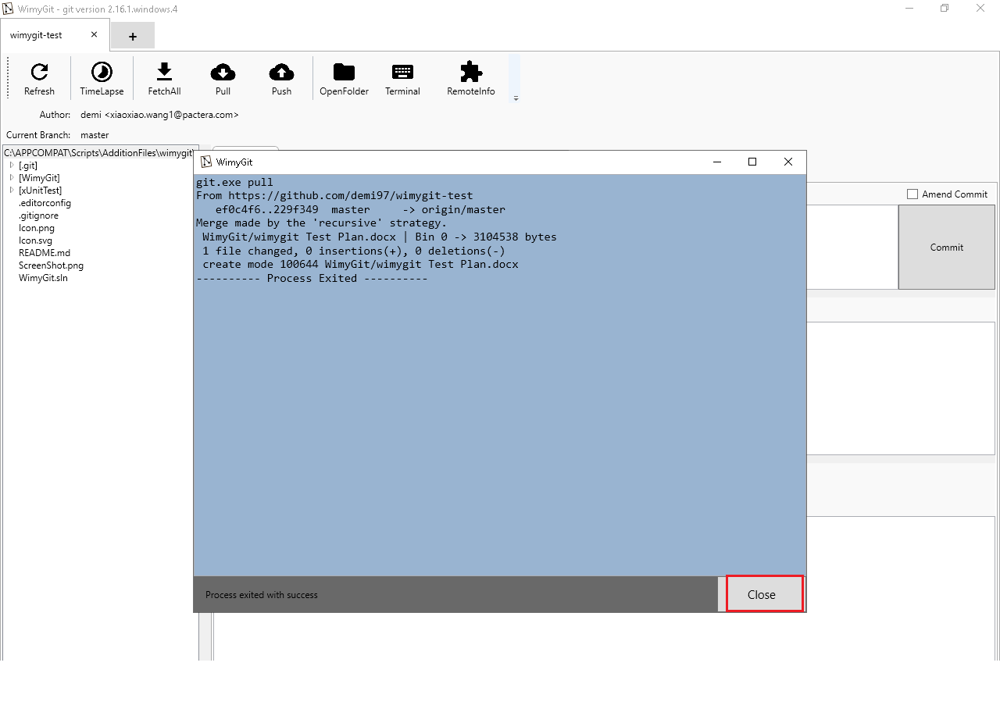 WimyGit - git version 2.16.1.windows.4
wimygit-test
+
Refresh
TimeLapse
FetchAll
Pull
Push
OpenFolder
Terminal
RemoteInfo
Author: demi <xiaoxiao.wang1@pactera.com>
Current Branch: master
C:\APPCOMPAT\Scripts\AdditionFiles\wimygit\
[.git]
[WimyGit]
[xUnitTest]
.editorconfig
.gitignore
Icon.png
Icon.svg
README.md
ScreenShot.png
WimyGit.sln
WimyGit
git.exe pull
From https://github.com/demi97/wimygit-test
   ef0c4f6..229f349  master     -> origin/master
Merge made by the 'recursive' strategy.
 WimyGit/wimygit Test Plan.docx | Bin 0 -> 3104538 bytes
 1 file changed, 0 insertions(+), 0 deletions(-)
 create mode 100644 WimyGit/wimygit Test Plan.docx
---------- Process Exited ----------
Process exited with success
Close
Amend Commit
Commit